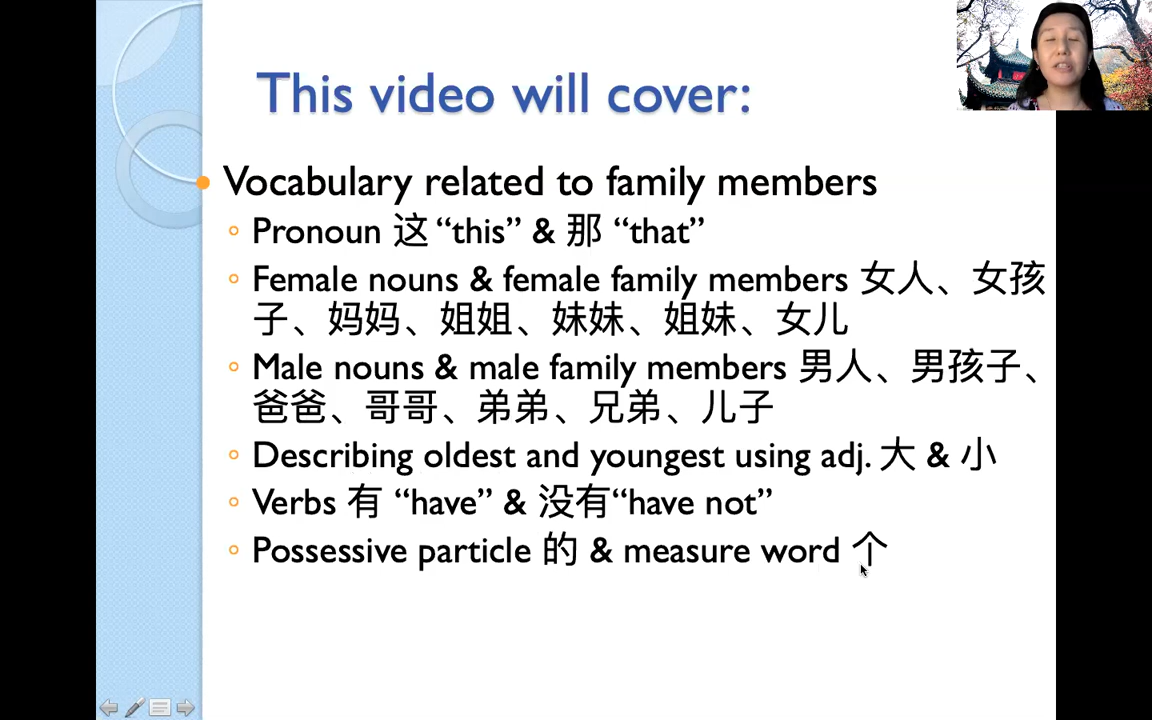 This video will cover:
Vocabulary related to family members
Pronoun 这 “this” & 那 “that”
Female nouns & female family members 女人、女孩
子、妈妈、姐姐、妹妹、姐妹、女儿
Male nouns & male family members 男人、男孩子、
爸爸、哥哥、弟弟、兄弟、儿子
Describing oldest and youngest using adj. 大 & 小
Verbs 有 “have” & 没有“have not”
Possessive particle 的 & measure word 个